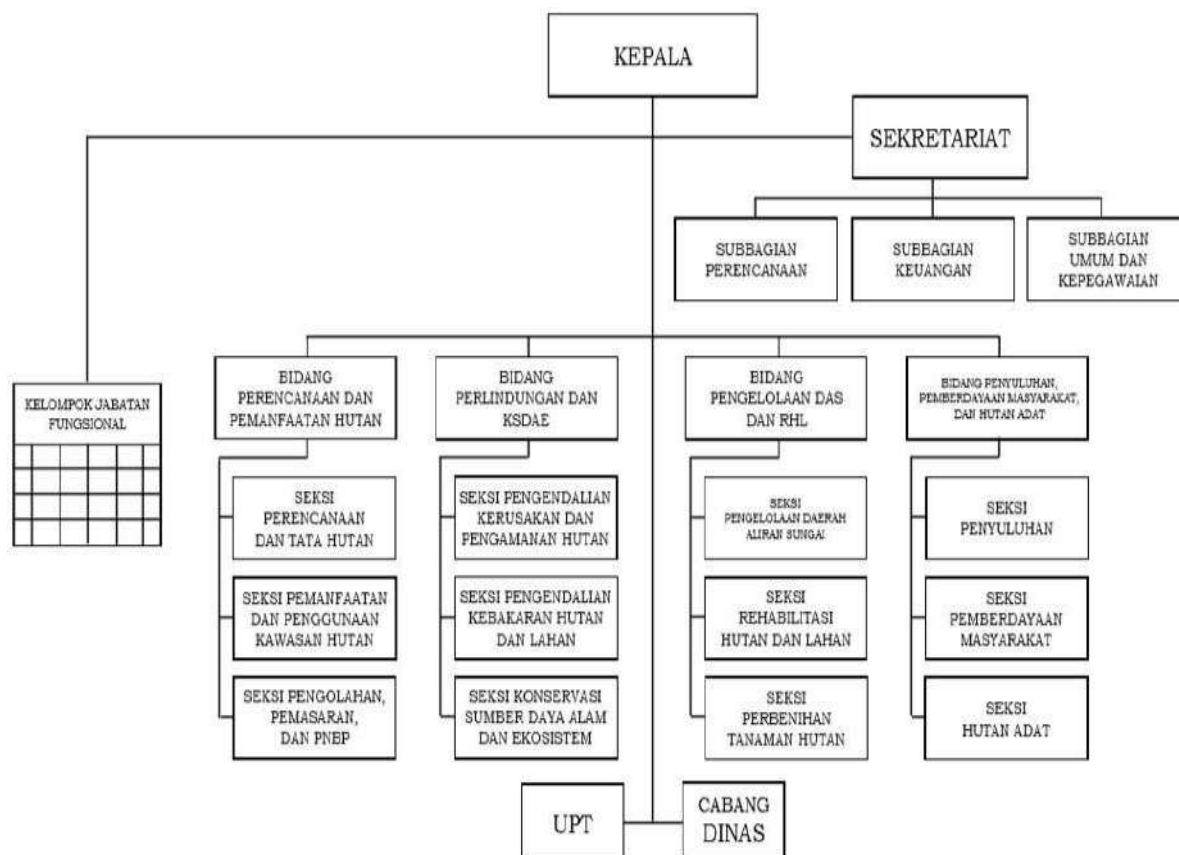 KEPALA
SEKRETARIAT
SUBBAGIAN
PERENCANAAN
SUBBAGIAN
KEUANGAN
SUBBAGIAN
UMUM DAN
KEPEGAWAIAN
KELOMPOK JABATAN
FUNGSIONAL
BIDANG
PERENCANAAN DAN
PEMANFAATAN HUTAN
BIDANG
PERLINDUNGAN DAN
KSDAE
BIDANG
PENGELOLAAN DAS
DAN RHL
BIDANG PENYULUHAN,
PEMBERDAYAAN MASYARAKAT,
DAN HUTAN ADAT
SEKSI
PERENCANAAN
DAN TATA HUTAN
SEKSI PENGENDALIAN
KERUSAKAN DAN
PENGAMANAN HUTAN
SEKSI
PENGELOLAAN DAERAH
ALIRAN SUNGAI
SEKSI
PENYULUHAN
SEKSI PEMANFAATAN
DAN PENGGUNAAN
KAWASAN HUTAN
SEKSI PENGENDALIAN
KEBAKARAN HUTAN
DAN LAHAN
SEKSI
REHABILITASI
HUTAN DAN LAHAN
SEKSI
PEMBERDAYAAN
MASYARAKAT
SEKSI PENGOLAHAN,
PEMASARAN,
DAN PNBP
SEKSI KONSERVASI
SUMBER DAYA ALAM
DAN EKOSISTEM
SEKSI
PERBENIHAN
TANAMAN HUTAN
SEKSI
HUTAN ADAT
UPT
CABANG
DINAS